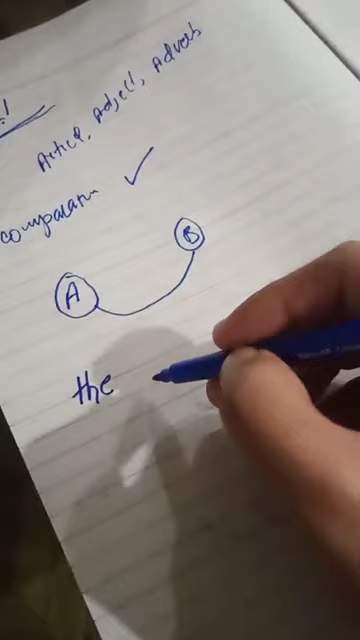 Article, Adject, Adverb
comparison ✓
A B
the